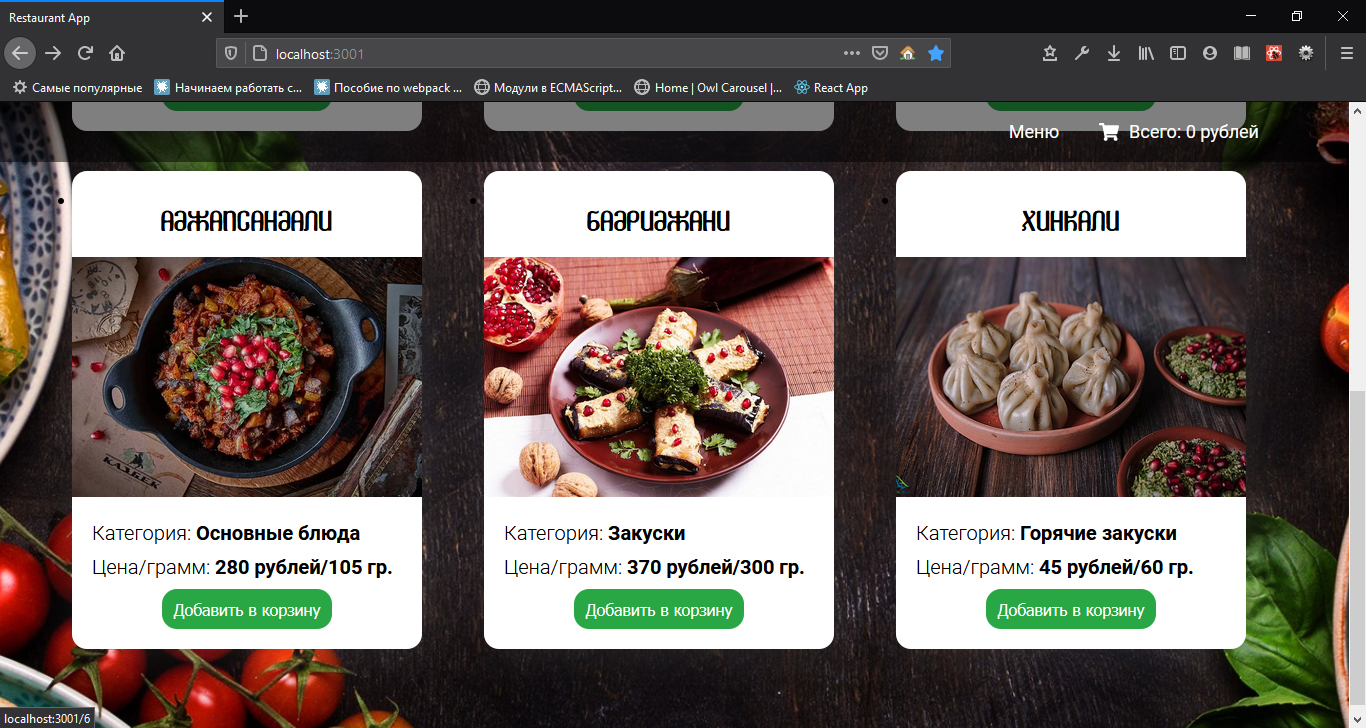 Restaurant App
localhost:3001
Самые популярные
Начинаем работать с...
Пособие по webpack ...
Модули в ECMAScript...
Home | Owl Carousel |...
React App
Меню
Всего: 0 рублей
АДЖАПСАНДАЛИ
БАДРИДЖАНИ
ХИНКАЛИ
КАЗБЕК
Категория: Основные блюда
Цена/грамм: 280 рублей/105 гр.
Добавить в корзину
Категория: Закуски
Цена/грамм: 370 рублей/300 гр.
Добавить в корзину
Категория: Горячие закуски
Цена/грамм: 45 рублей/60 гр.
Добавить в корзину
localhost:3001/6